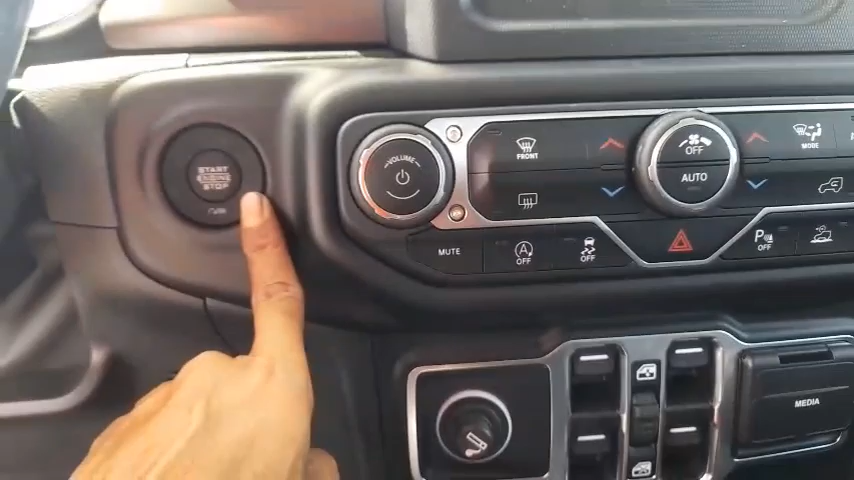 START
ENGINE
STOP
VOLUME
FRONT
OFF
AUTO
MODE
MUTE
A
OFF
OFF
P
OFF
MEDIA